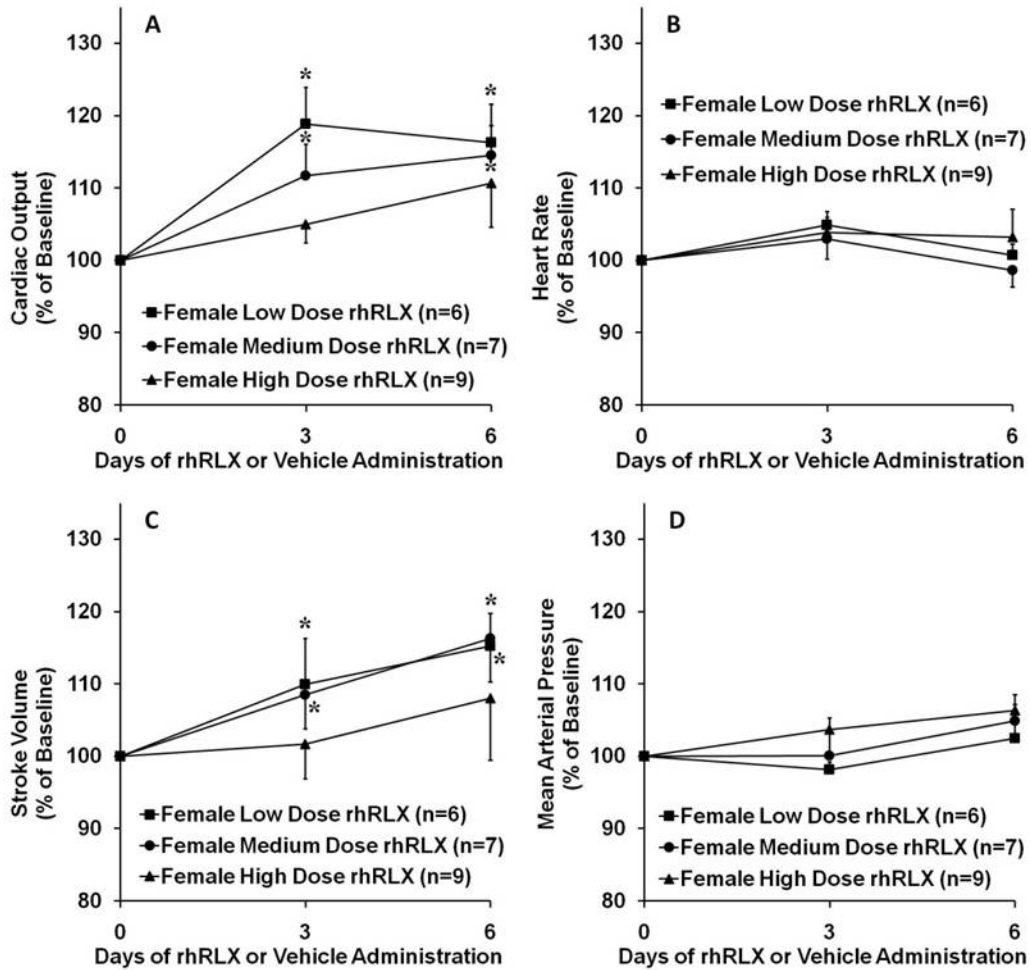 A
130
120
110
100
90
80
Cardiac Output
(% of Baseline)
*
*
*
*
Female Low Dose rhRLX (n=6)
Female Medium Dose rhRLX (n=7)
Female High Dose rhRLX (n=9)
0
3
6
Days of rhRLX or Vehicle Administration
B
130
120
110
100
90
80
Heart Rate
(% of Baseline)
Female Low Dose rhRLX (n=6)
Female Medium Dose rhRLX (n=7)
Female High Dose rhRLX (n=9)
0
3
6
Days of rhRLX or Vehicle Administration
C
130
120
110
100
90
80
Stroke Volume
(% of Baseline)
*
*
*
*
Female Low Dose rhRLX (n=6)
Female Medium Dose rhRLX (n=7)
Female High Dose rhRLX (n=9)
0
3
6
Days of rhRLX or Vehicle Administration
D
130
120
110
100
90
80
Mean Arterial Pressure
(% of Baseline)
Female Low Dose rhRLX (n=6)
Female Medium Dose rhRLX (n=7)
Female High Dose rhRLX (n=9)
0
3
6
Days of rhRLX or Vehicle Administration